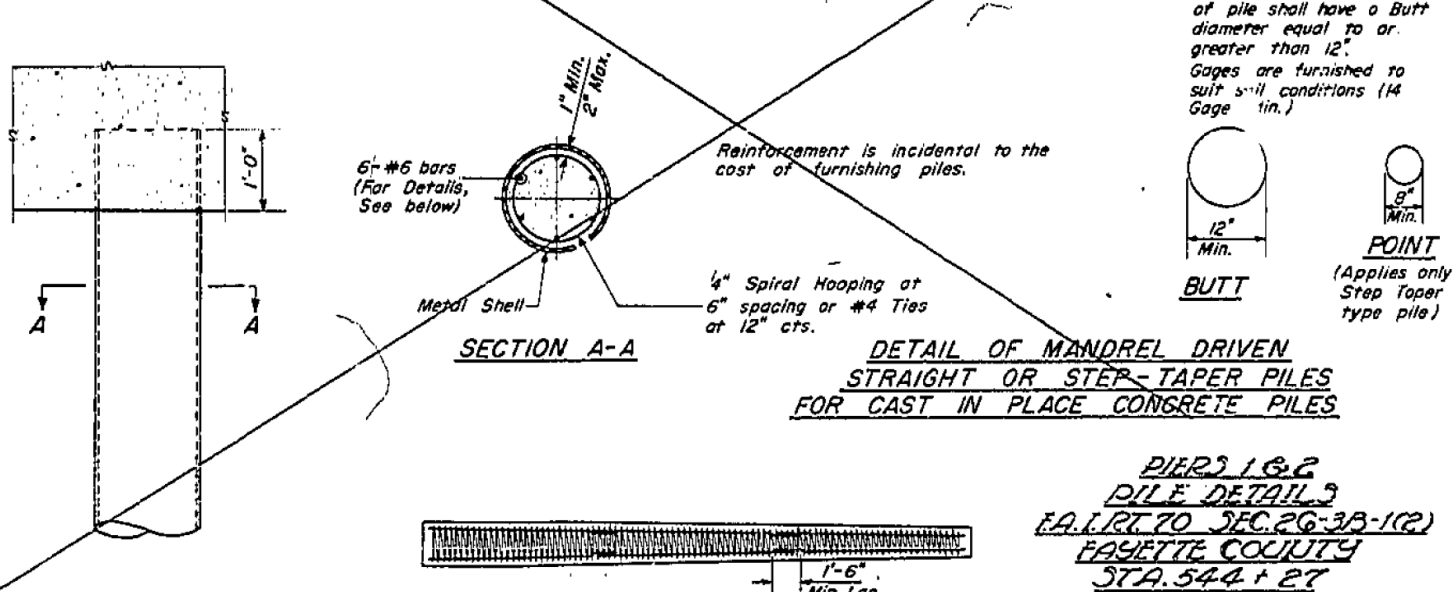 of pile shall have a Butt
diameter equal to or
greater than 12".
Gages are furnished to
suit soil conditions (14
Gage Min.)
1" Min.
2" Max.
1'-0"
6-#6 bars
(For Details,
See below)
Reinforcement is incidental to the
cost of furnishing piles.
12"
Min.
BUTT
8"
Min.
POINT
(Applies only
Step Taper
type pile)
A
A
Metal Shell
1/4" Spiral Hooping at
6" spacing or #4 Ties
at 12" cts.
SECTION A-A
DETAIL OF MANDREL DRIVEN
STRAIGHT OR STEP-TAPER PILES
FOR CAST IN PLACE CONCRETE PILES
PIERS 1 & 2
PILE DETAILS
F.A.I. RT. 70 SEC. 26-3B-1(2)
FAYETTE COUNTY
STA. 544 + 27
1'-6"
Min. Lap